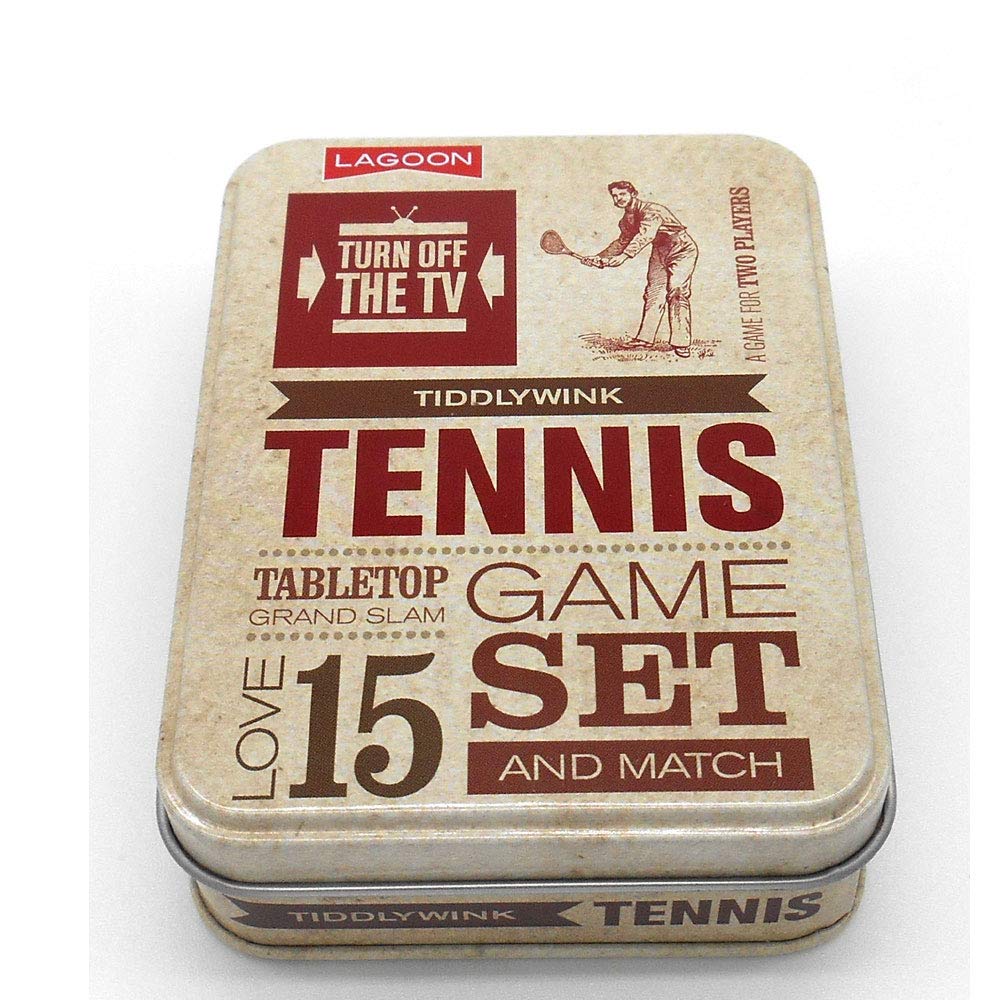 LAGOON
TURN OFF
THE TV
A GAME FOR TWO PLAYERS
TIDDLYWINK
TENNIS
TABLETOP
GRAND SLAM
LOVE
15
GAME
SET
AND MATCH
TIDDLYWINK TENNIS